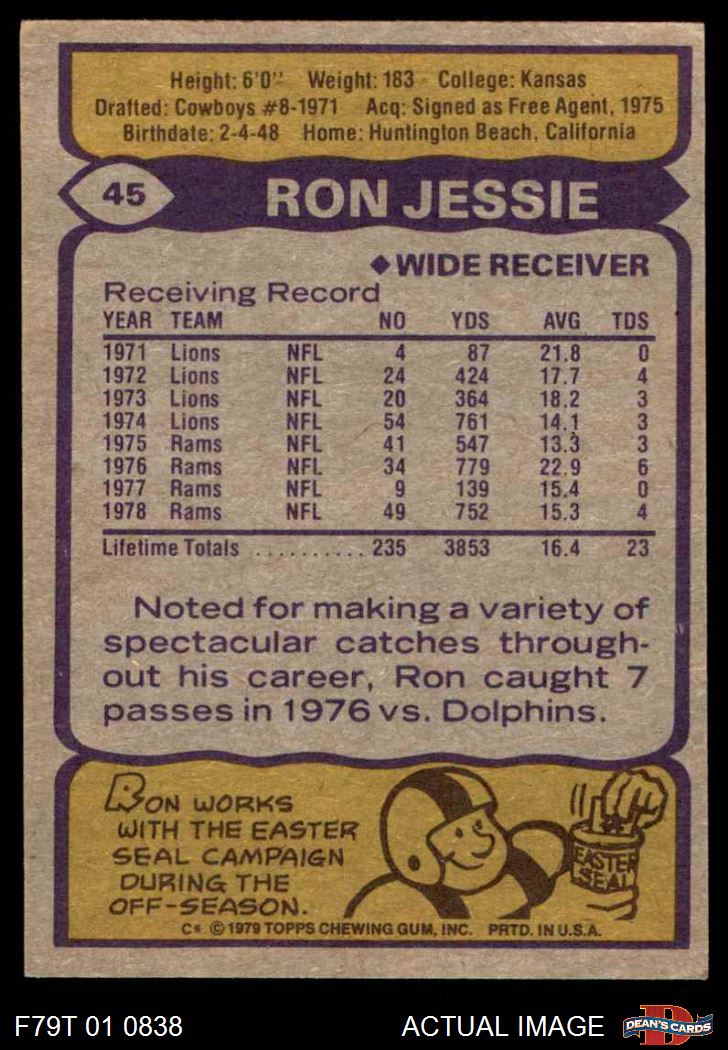 Height: 6'0" Weight: 183 College: Kansas
Drafted: Cowboys #8-1971 Acq: Signed as Free Agent, 1975
Birthdate: 2-4-48 Home: Huntington Beach, California
45 RON JESSIE
◆WIDE RECEIVER
Receiving Record
YEAR TEAM NO YDS AVG TDS
1971 Lions NFL 4 87 21.8 0
1972 Lions NFL 24 424 17.7 4
1973 Lions NFL 20 364 18.2 3
1974 Lions NFL 54 761 14.1 3
1975 Rams NFL 41 547 13.3 3
1976 Rams NFL 34 779 22.9 6
1977 Rams NFL 9 139 15.4 0
1978 Rams NFL 49 752 15.3 4
Lifetime Totals .......... 235 3853 16.4 23
Noted for making a variety of
spectacular catches through-
out his career, Ron caught 7
passes in 1976 vs. Dolphins.
RON WORKS
WITH THE EASTER
SEAL CAMPAIGN
DURING THE
OFF-SEASON.
EASTER
SEAL
C* © 1979 TOPPS CHEWING GUM, INC. PRTD. IN U.S.A.
F79T 01 0838 ACTUAL IMAGE
D
DEAN'S CARDS